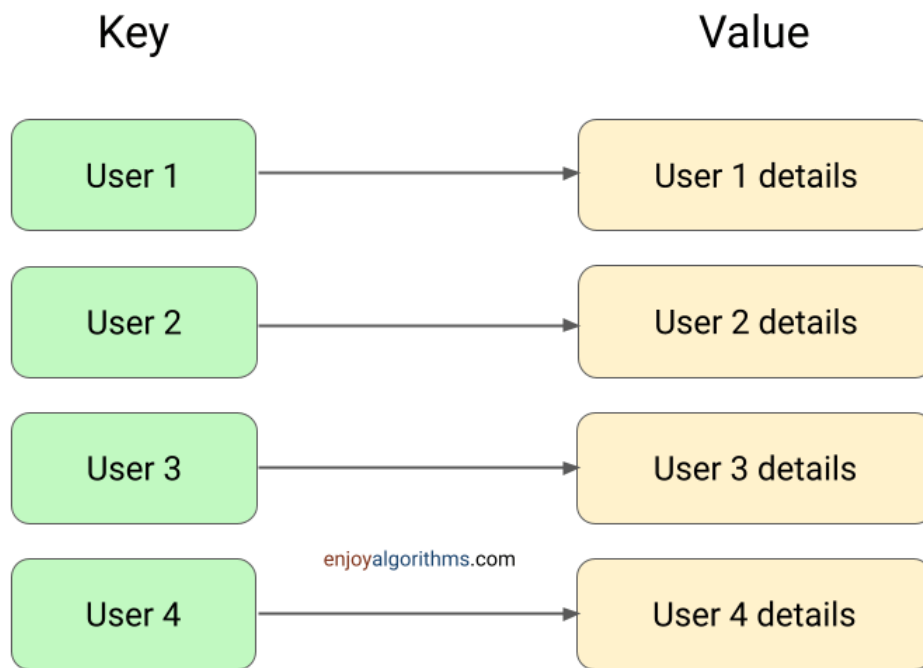 Key Value
User 1 User 1 details
User 2 User 2 details
User 3 User 3 details
enjoyalgorithms.com
User 4 User 4 details